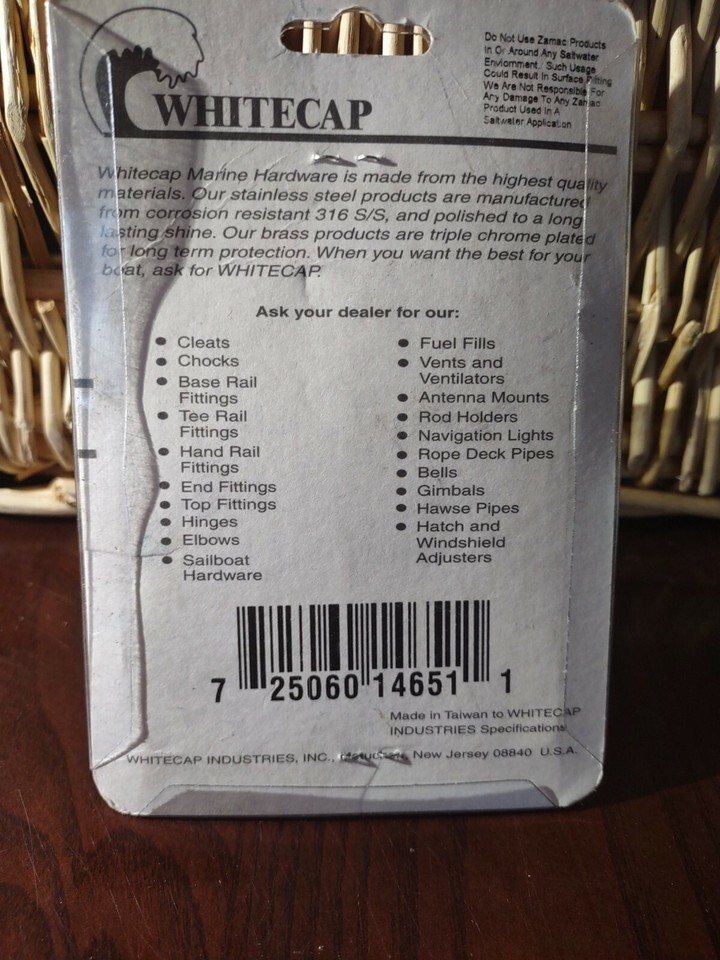 WHITECAP
Do Not Use Zamac Products
In Or Around Any Saltwater
Enviornment. Such Usage
Could Result In Surface Pitting
We Are Not Responsible For
Any Damage To Any Zamac
Product Used In A
Saltwater Application
Whitecap Marine Hardware is made from the highest quality
materials. Our stainless steel products are manufactured
from corrosion resistant 316 S/S, and polished to a long
lasting shine. Our brass products are triple chrome plated
for long term protection. When you want the best for your
boat, ask for WHITECAP.
Ask your dealer for our:
• Cleats
• Chocks
• Base Rail
Fittings
• Tee Rail
Fittings
• Hand Rail
Fittings
• End Fittings
• Top Fittings
• Hinges
• Elbows
• Sailboat
Hardware
• Fuel Fills
• Vents and
Ventilators
• Antenna Mounts
• Rod Holders
• Navigation Lights
• Rope Deck Pipes
• Bells
• Gimbals
• Hawse Pipes
• Hatch and
Windshield
Adjusters
7 25060 14651 1
Made in Taiwan to WHITECAP
INDUSTRIES Specifications
WHITECAP INDUSTRIES, INC., New Jersey 08840 U.S.A.